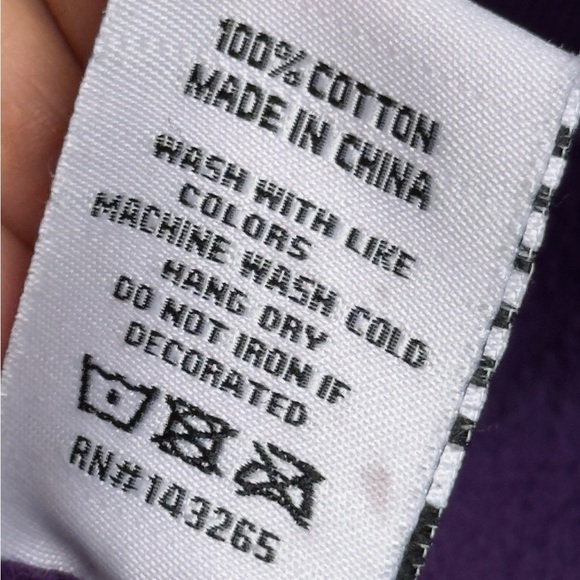 100% COTTON
MADE IN CHINA
WASH WITH LIKE
COLORS
MACHINE WASH COLD
HANG DRY
DO NOT IRON IF
DECORATED
RN#143265